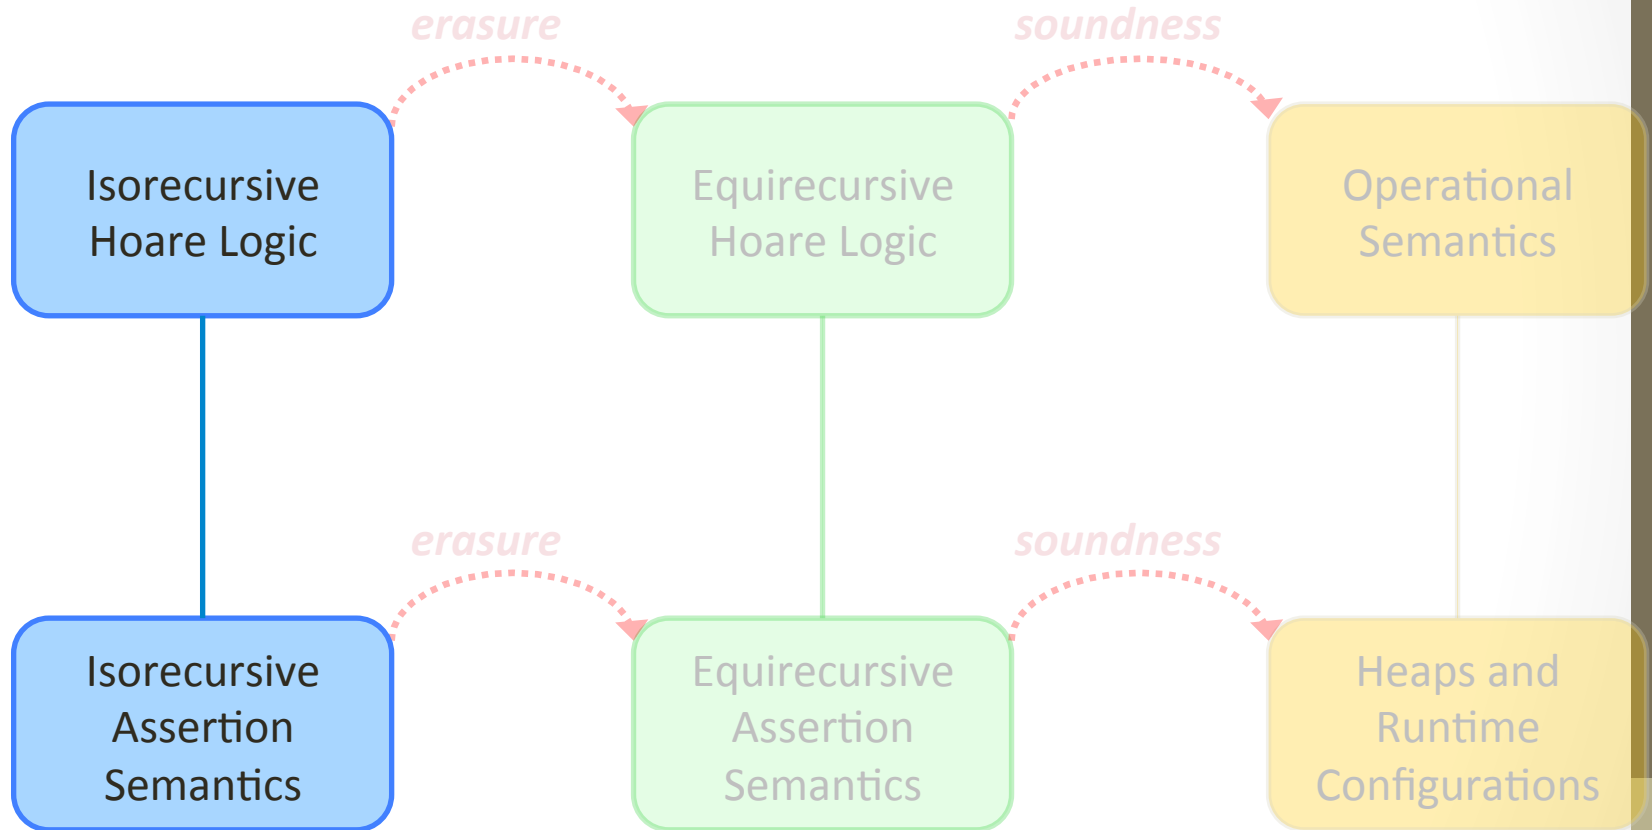 erasure
soundness
Isorecursive
Hoare Logic
Equirecursive
Hoare Logic
Operational
Semantics
erasure
soundness
Isorecursive
Assertion
Semantics
Equirecursive
Assertion
Semantics
Heaps and
Runtime
Configurations